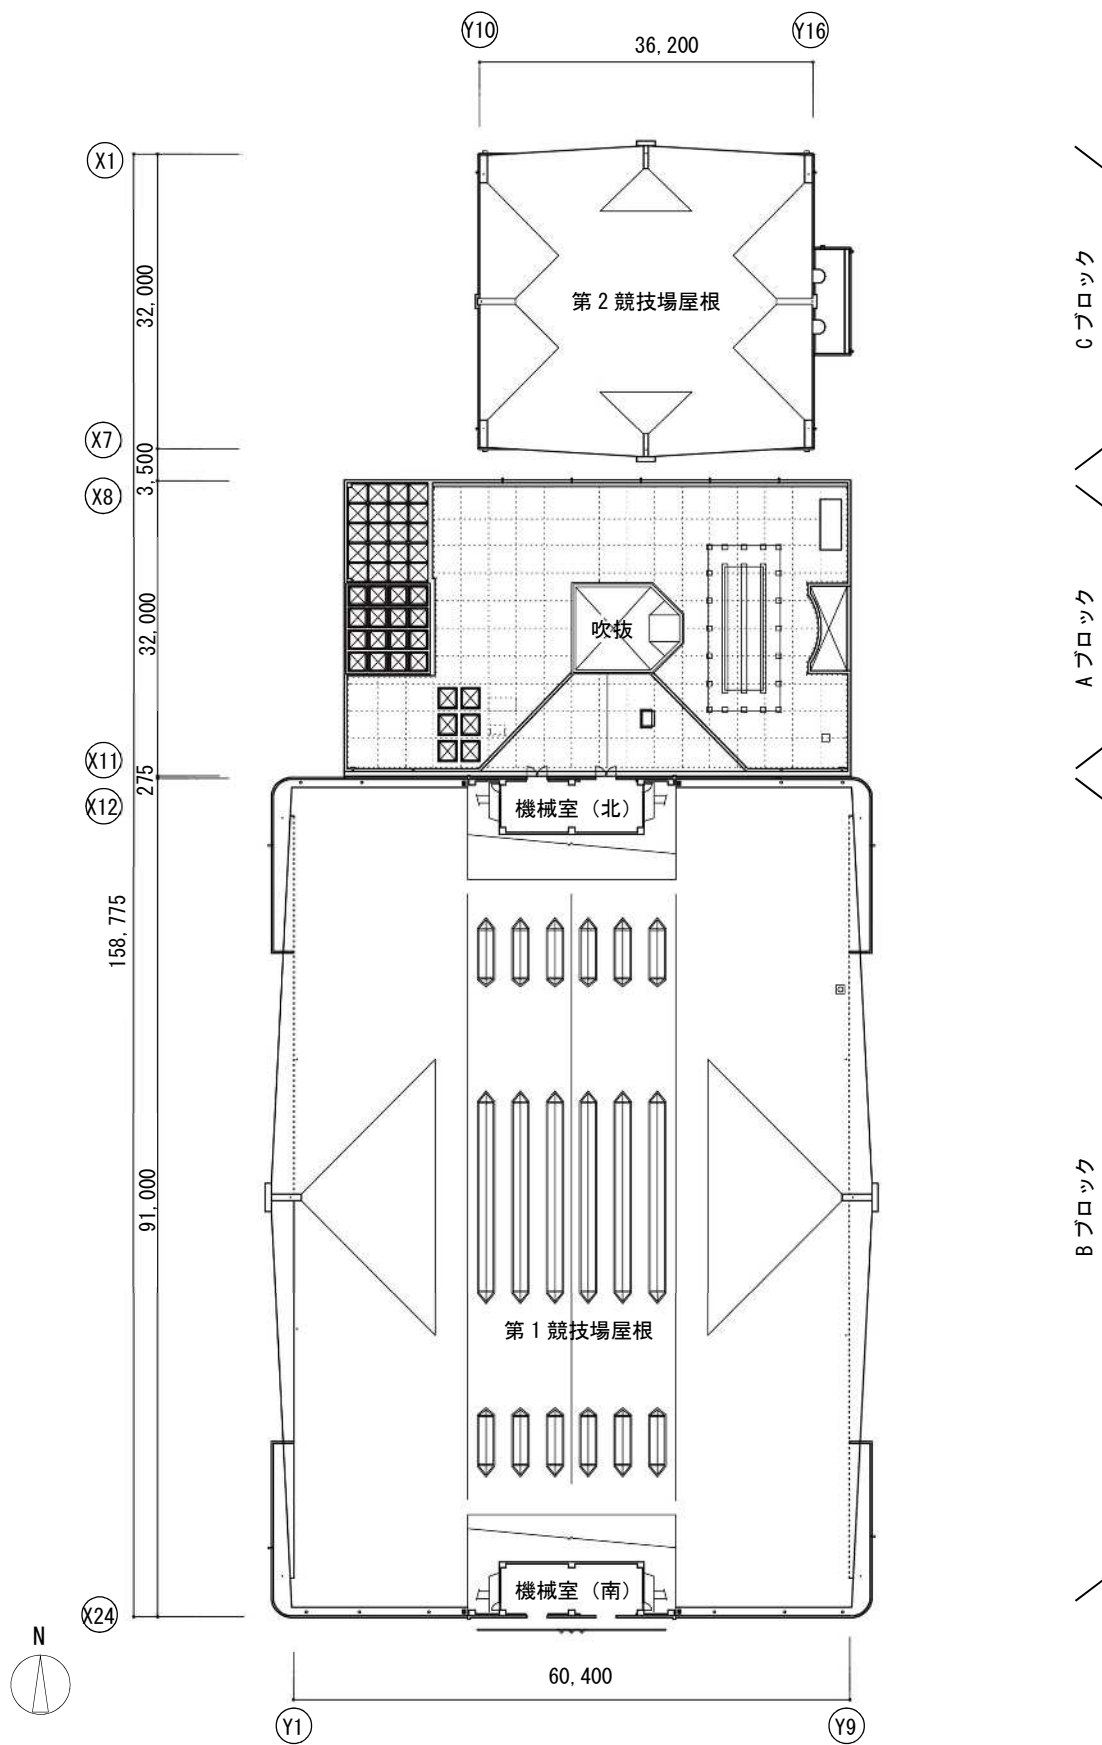 Y10
Y16
36,200
X1
32,000
Cブロック
第2競技場屋根
X7
3,500
X8
32,000
Aブロック
吹抜
X11
275
X12
機械室（北）
158,775
91,000
Bブロック
第1競技場屋根
機械室（南）
X24
N
60,400
Y1
Y9